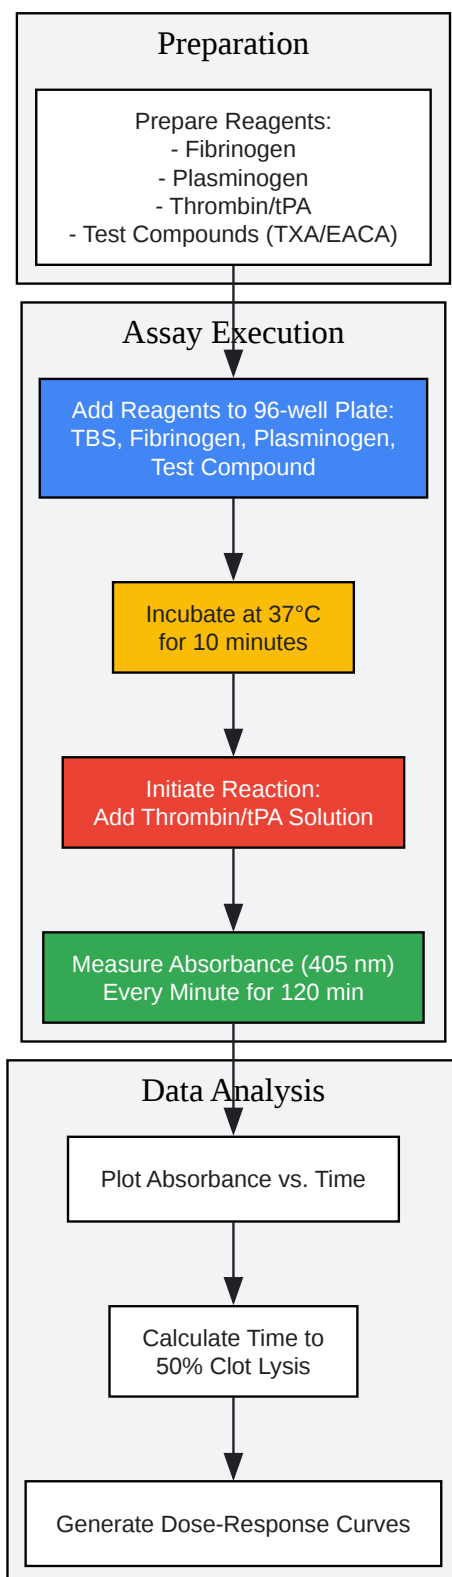 Preparation
Prepare Reagents:
- Fibrinogen
- Plasminogen
- Thrombin/tPA
- Test Compounds (TXA/EACA)
Assay Execution
Add Reagents to 96-well Plate:
TBS, Fibrinogen, Plasminogen,
Test Compound
Incubate at 37°C
for 10 minutes
Initiate Reaction:
Add Thrombin/tPA Solution
Measure Absorbance (405 nm)
Every Minute for 120 min
Data Analysis
Plot Absorbance vs. Time
Calculate Time to
50% Clot Lysis
Generate Dose-Response Curves